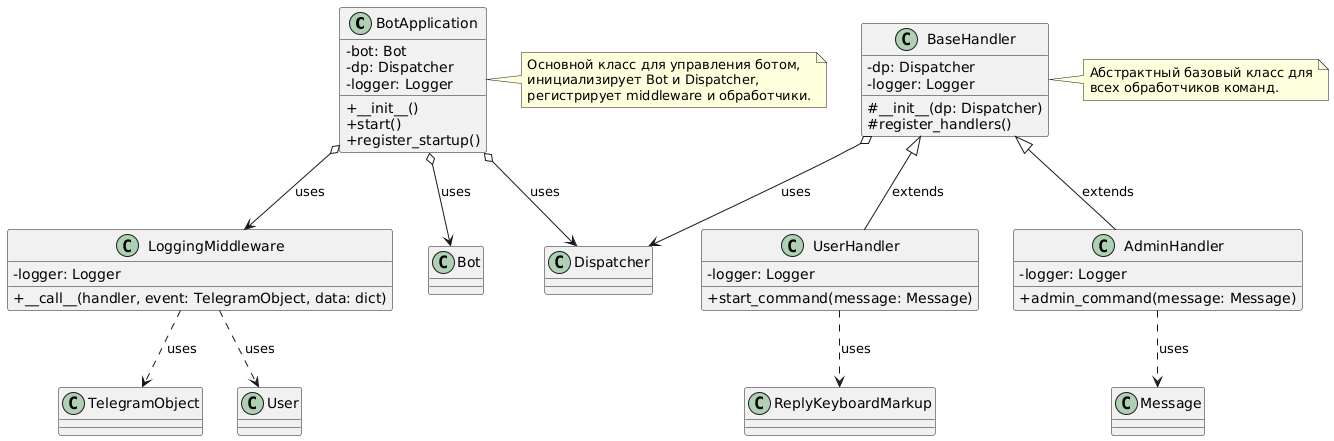 C BotApplication
-bot: Bot
-dp: Dispatcher
-logger: Logger
+__init__()
+start()
+register_startup()
Основной класс для управления ботом,
инициализирует Bot и Dispatcher,
регистрирует middleware и обработчики.
C BaseHandler
-dp: Dispatcher
-logger: Logger
#__init__(dp: Dispatcher)
#register_handlers()
Абстрактный базовый класс для
всех обработчиков команд.
uses
uses
uses
uses
extends
extends
C LoggingMiddleware
-logger: Logger
+__call__(handler, event: TelegramObject, data: dict)
C Bot
C Dispatcher
C UserHandler
-logger: Logger
+start_command(message: Message)
C AdminHandler
-logger: Logger
+admin_command(message: Message)
uses
uses
uses
uses
C TelegramObject
C User
C ReplyKeyboardMarkup
C Message